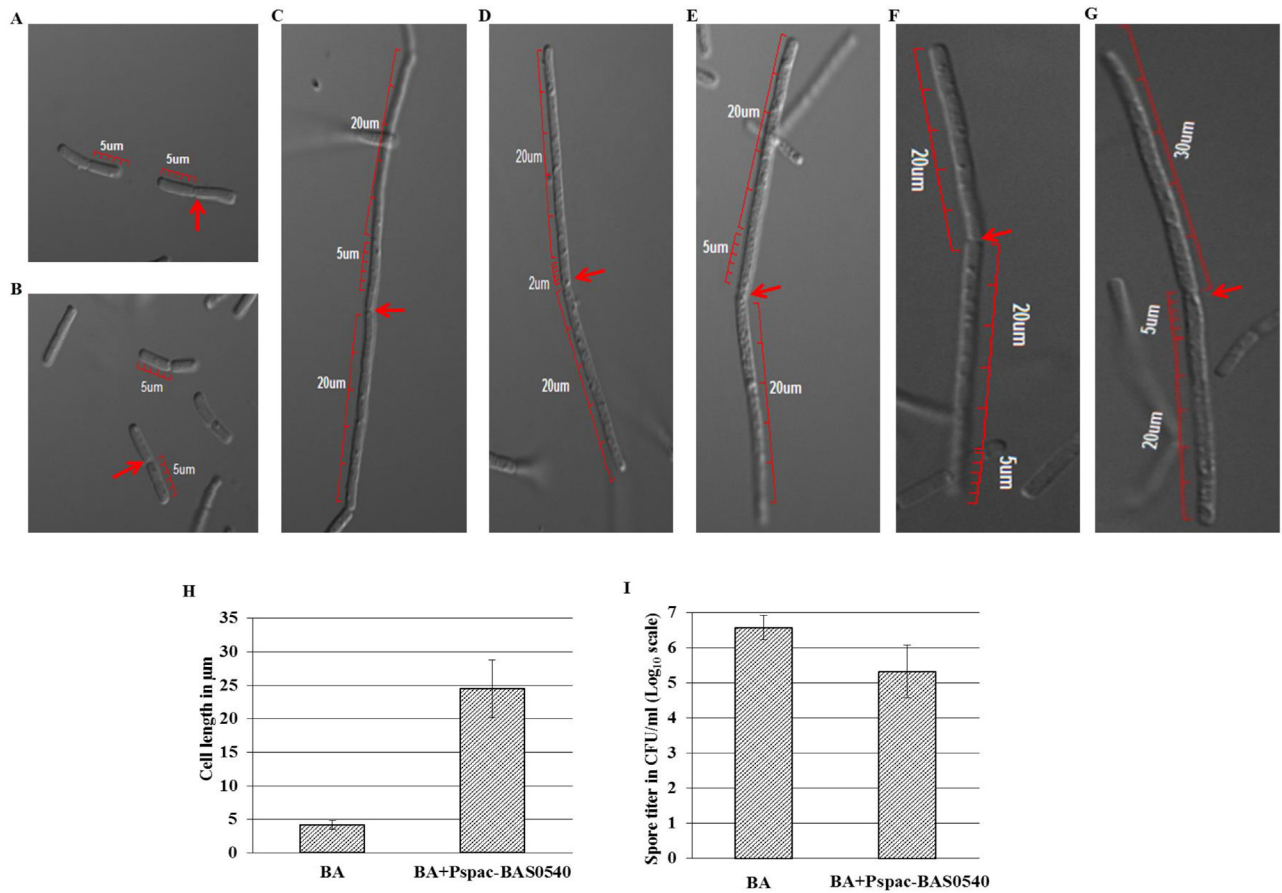 A
B
C
D
E
F
G
5um
5um
5um
5um
20um
5um
20um
20um
2um
20um
20um
5um
20um
20um
20um
5um
30um
5um
20um
H
Cell length in µm
35
30
25
20
15
10
5
0
BA
BA+Pspac-BAS0540
I
Spore titer in CFU/ml (Log10 scale)
7
6
5
4
3
2
1
0
BA
BA+Pspac-BAS0540